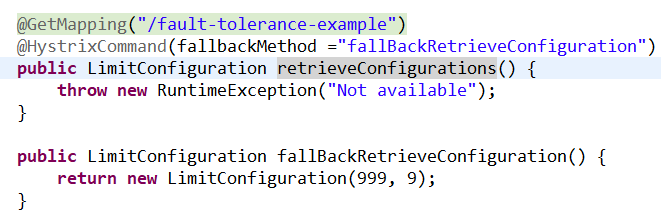 @GetMapping("/fault-tolerance-example")
@HystrixCommand(fallbackMethod ="fallBackRetrieveConfiguration")
public LimitConfiguration retrieveConfigurations() {
    throw new RuntimeException("Not available");
}

public LimitConfiguration fallBackRetrieveConfiguration() {
    return new LimitConfiguration(999, 9);
}